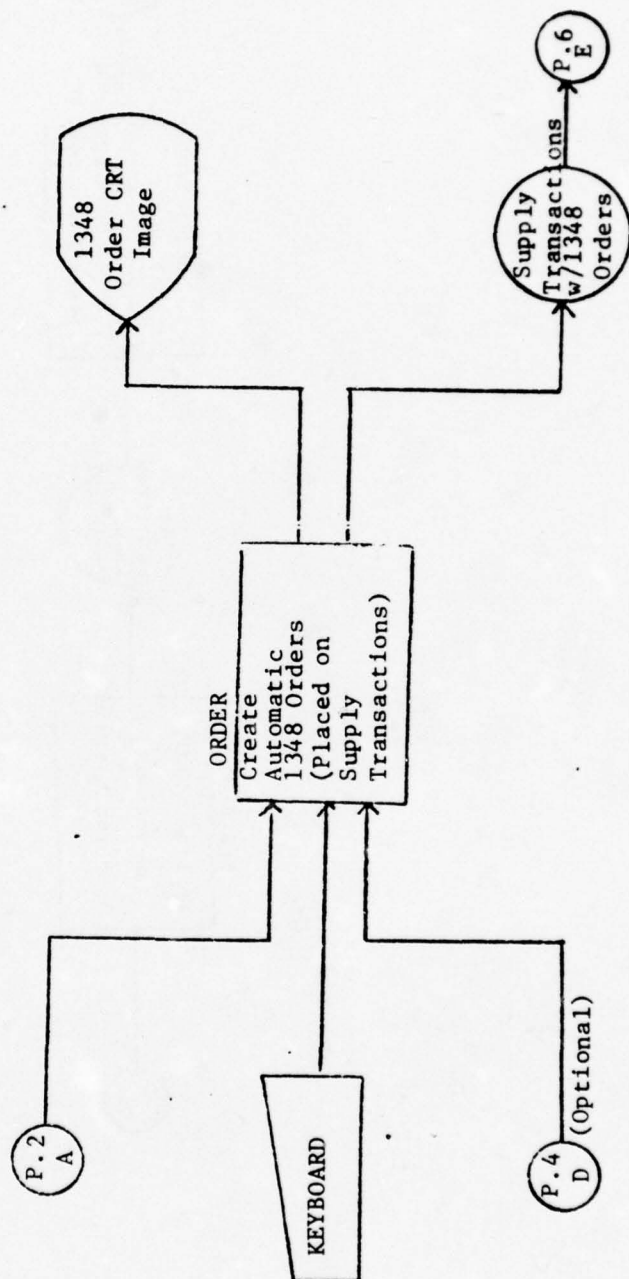 P.2
A
KEYBOARD
P.4
D
(Optional)
ORDER
Create
Automatic
1348 Orders
(Placed on
Supply
Transactions)
1348
Order CRT
Image
Supply
Transactions
w/1348
Orders
P.6
E